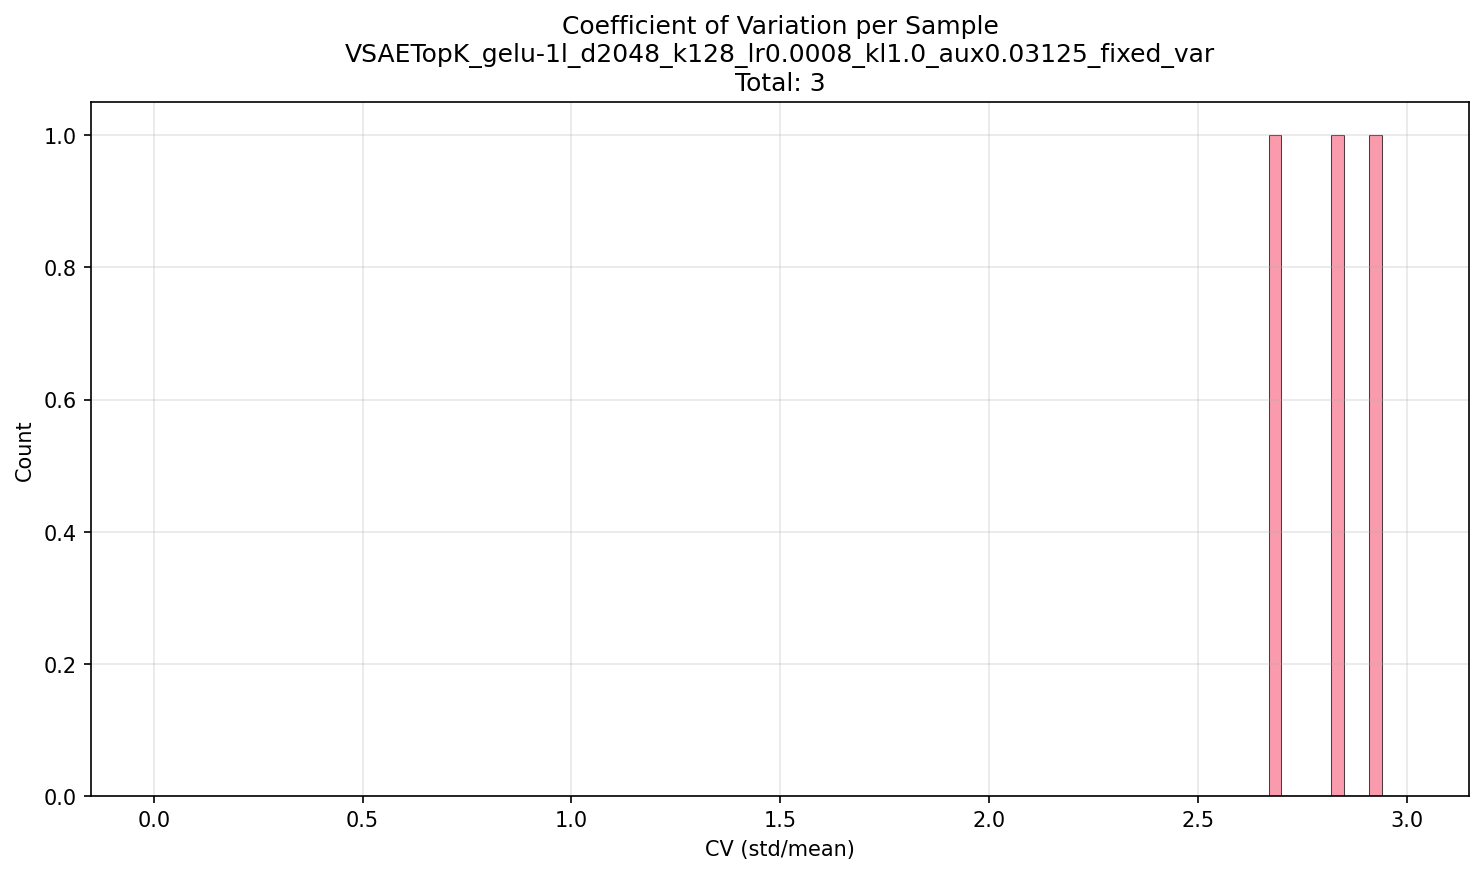 Coefficient of Variation per Sample
VSAETopK_gelu-1l_d2048_k128_lr0.0008_kl1.0_aux0.03125_fixed_var
Total: 3
1.0
0.8
0.6
0.4
0.2
0.0
Count
0.0 0.5 1.0 1.5 2.0 2.5 3.0
CV (std/mean)